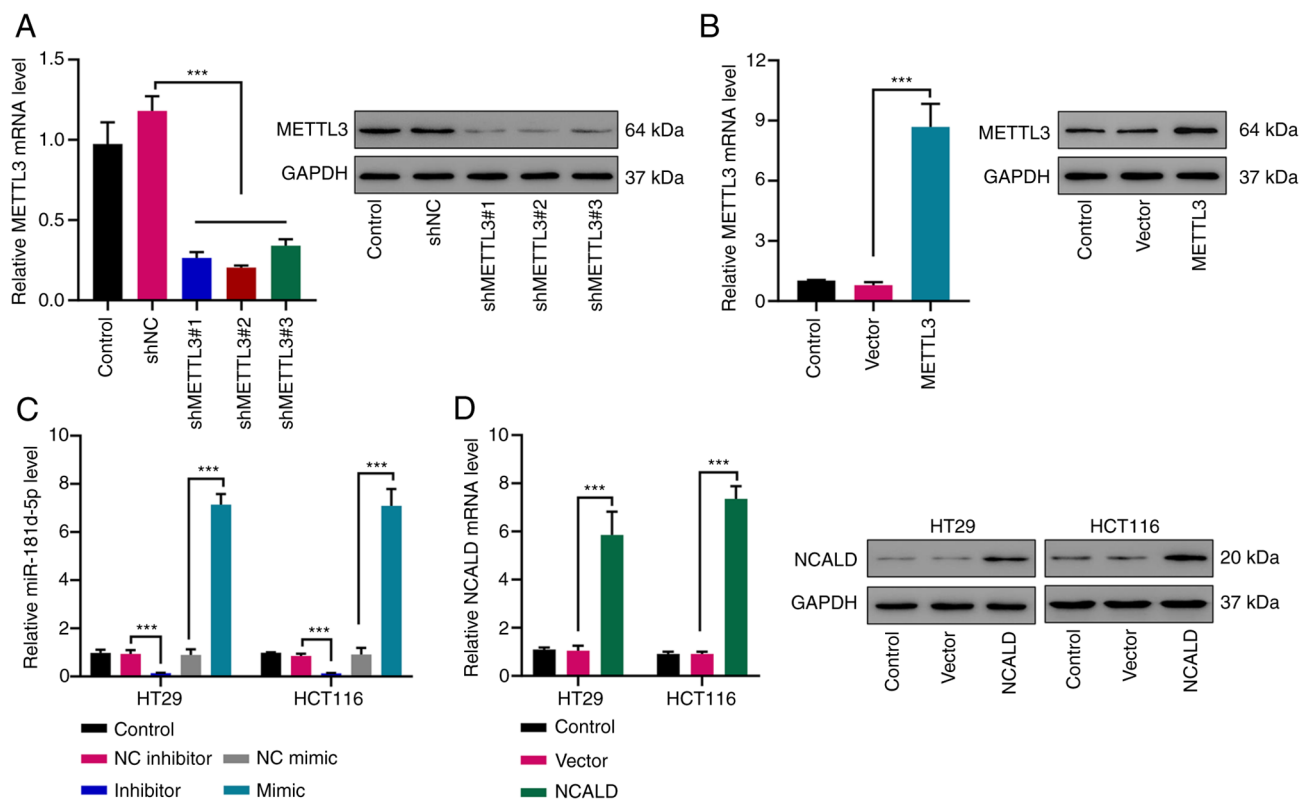 A
Relative METTL3 mRNA level
1.5
1.0
0.5
0.0
***
Control
shNC
shMETTL3#1
shMETTL3#2
shMETTL3#3
METTL3
64 kDa
GAPDH
37 kDa
Control
shNC
shMETTL3#1
shMETTL3#2
shMETTL3#3
B
Relative METTL3 mRNA level
12
9
6
3
0
***
Control
Vector
METTL3
METTL3
64 kDa
GAPDH
37 kDa
Control
Vector
METTL3
C
Relative miR-181d-5p level
10
8
6
4
2
0
***
***
***
***
HT29
HCT116
Control
NC inhibitor
NC mimic
Inhibitor
Mimic
D
Relative NCALD mRNA level
10
8
6
4
2
0
***
***
HT29
HCT116
Control
Vector
NCALD
HT29
HCT116
NCALD
20 kDa
GAPDH
37 kDa
Control
Vector
NCALD
Control
Vector
NCALD